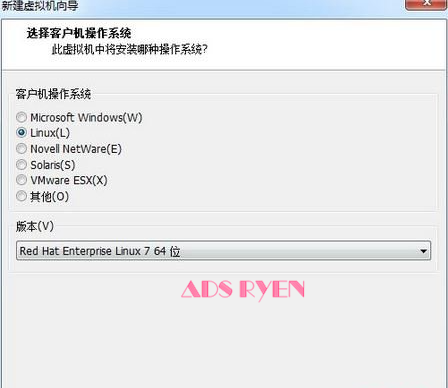 新建虚拟机向导
选择客户机操作系统
此虚拟机中将安装哪种操作系统?
客户机操作系统
Microsoft Windows(W)
Linux(L)
Novell NetWare(E)
Solaris(S)
VMware ESX(X)
其他(O)
版本(V)
Red Hat Enterprise Linux 7 64 位
ADS RYEN